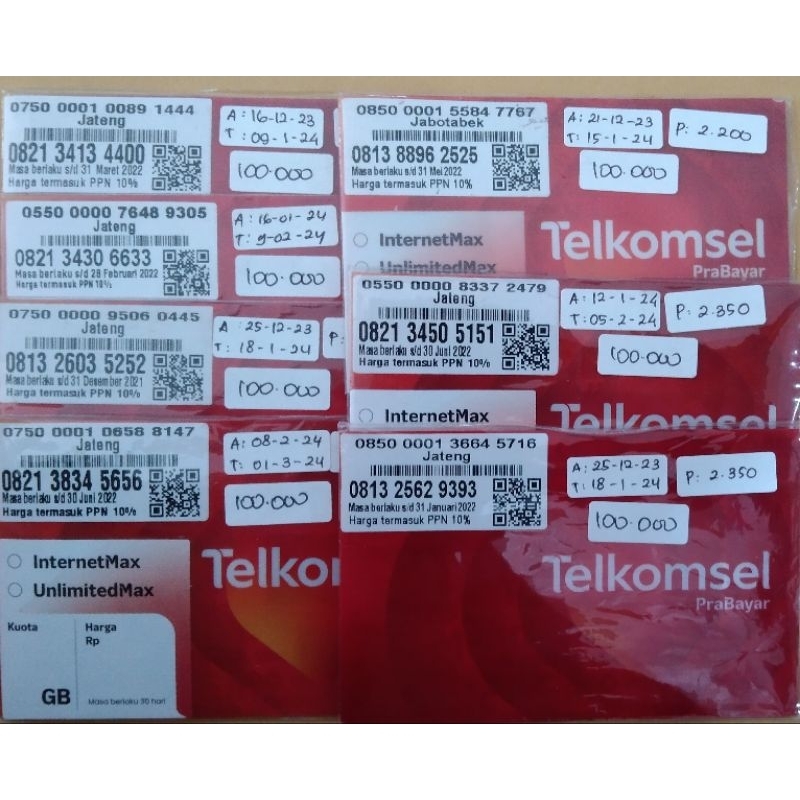 0750 0001 0089 1444
Jateng
0821 3413 4400
Masa berlaku s/d 31 Maret 2022
Harga termasuk PPN 10%
A : 16-12-23
T : 09-1-24
100.000
0550 0000 7648 9305
Jateng
0821 3430 6633
Masa berlaku s/d 28 Februari 2022
Harga termasuk PPN 10%
A : 16-01-24
T : 9-02-24
100.000
0750 0000 9506 0445
Jateng
0813 2603 5252
Masa berlaku s/d 31 Desember 2021
Harga termasuk PPN 10%
A : 25-12-23
T : 18-1-24
P:
100.000
0750 0001 0658 8147
Jateng
0821 3834 5656
Masa berlaku s/d 30 Juni 2022
Harga termasuk PPN 10%
A : 08-2-24
T : 01-3-24
100.000
InternetMax
UnlimitedMax
Kuota
Harga
Rp
GB
Masa berlaku 30 hari
Telko
0850 0001 5584 7767
Jabotabek
0813 8896 2525
Masa berlaku s/d 31 Mei 2022
Harga termasuk PPN 10%
A : 21-12-23
T : 15-1-24
P: 2.200
100.000
InternetMax
UnlimitedMax
Telkomsel
PraBayar
0550 0000 8337 2479
Jateng
0821 3450 5151
Masa berlaku s/d 30 Juni 2022
Harga termasuk PPN 10%
A : 12-1-24
T : 05-2-24
P: 2.350
100.000
InternetMax
Telkomsel
0850 0001 3664 5716
Jateng
0813 2562 9393
Masa berlaku s/d 31 Januari 2022
Harga termasuk PPN 10%
A : 25-12-23
T : 18-1-24
P: 2.350
100.000
Telkomsel
PraBayar